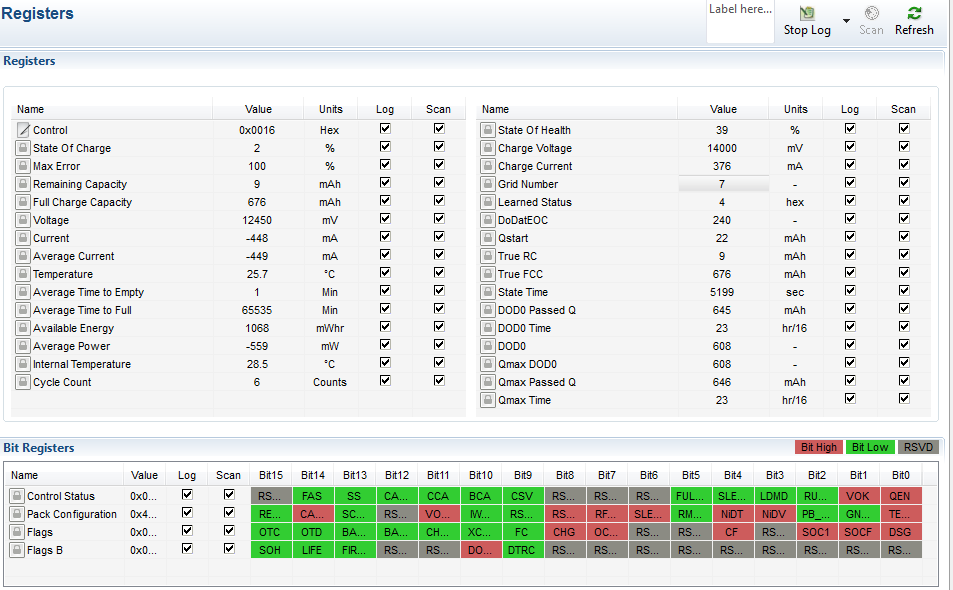 Registers
Label here...
Stop Log
Scan
Refresh
Registers
Name Value Units Log Scan
Control 0x0016 Hex
State Of Charge 2 %
Max Error 100 %
Remaining Capacity 9 mAh
Full Charge Capacity 676 mAh
Voltage 12450 mV
Current -448 mA
Average Current -449 mA
Temperature 25.7 °C
Average Time to Empty 1 Min
Average Time to Full 65535 Min
Available Energy 1068 mWhr
Average Power -559 mW
Internal Temperature 28.5 °C
Cycle Count 6 Counts
Name Value Units Log Scan
State Of Health 39 %
Charge Voltage 14000 mV
Charge Current 376 mA
Grid Number 7 -
Learned Status 4 hex
DoDatEOC 240 -
Qstart 22 mAh
True RC 9 mAh
True FCC 676 mAh
State Time 5199 sec
DOD0 Passed Q 645 mAh
DOD0 Time 23 hr/16
DOD0 608 -
Qmax DOD0 608 -
Qmax Passed Q 646 mAh
Qmax Time 23 hr/16
Bit Registers
Bit High Bit Low RSVD
Name Value Log Scan Bit15 Bit14 Bit13 Bit12 Bit11 Bit10 Bit9 Bit8 Bit7 Bit6 Bit5 Bit4 Bit3 Bit2 Bit1 Bit0
Control Status 0x0... RS... FAS SS CA... CCA BCA CSV RS... RS... RS... FUL... SLE... LDMD RU... VOK QEN
Pack Configuration 0x4... RE... CA... SC... RS... VO... IW... RS... RS... RF... SLE... RM... NiDT NiDV PB_... GN... TE...
Flags 0x0... OTC OTD BA... BA... CH... XC... FC CHG OC... RS... RS... CF RS... SOC1 SOCF DSG
Flags B 0x0... SOH LIFE FIR... RS... RS... DO... DTRC RS... RS... RS... RS... RS... RS... RS... RS... RS...